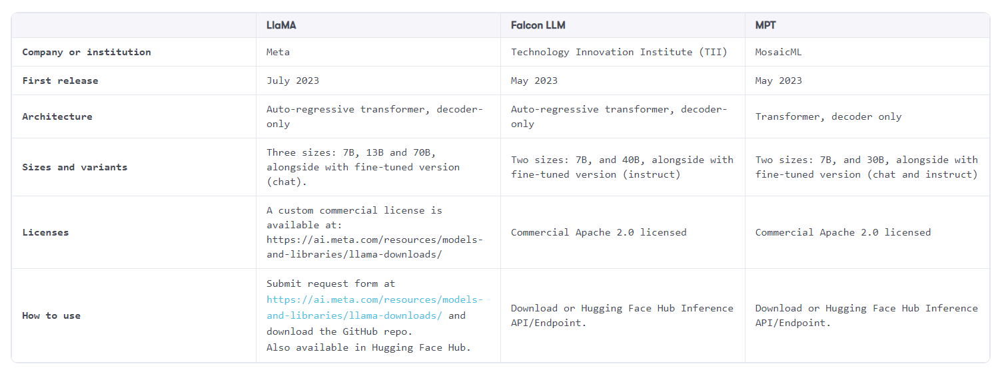 LlaMA Falcon LLM MPT
Company or institution Meta Technology Innovation Institute (TII) MosaicML
First release July 2023 May 2023 May 2023
Architecture
Auto-regressive transformer, decoder-
only
Auto-regressive transformer, decoder-
only
Transformer, decoder only
Sizes and variants
Three sizes: 7B, 13B and 70B,
alongside with fine-tuned version
(chat).
Two sizes: 7B, and 40B, alongside with
fine-tuned version (instruct)
Two sizes: 7B, and 30B, alongside with
fine-tuned version (chat and instruct)
Licenses
A custom commercial license is
available at:
https://ai.meta.com/resources/models-
and-libraries/llama-downloads/
Commercial Apache 2.0 licensed
Commercial Apache 2.0 licensed
How to use
Submit request form at
https://ai.meta.com/resources/models-
and-libraries/llama-downloads/ and
download the GitHub repo.
Also available in Hugging Face Hub.
Download or Hugging Face Hub Inference
API/Endpoint.
Download or Hugging Face Hub Inference
API/Endpoint.